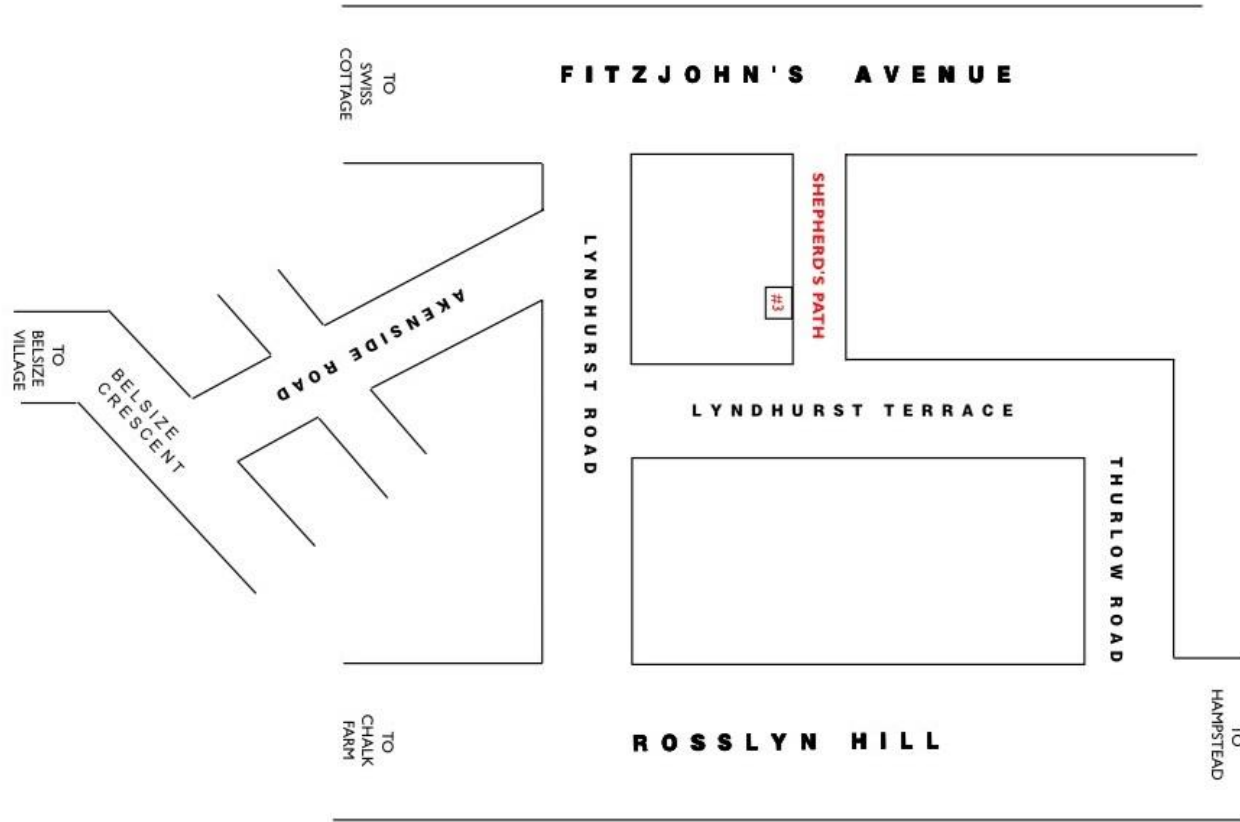 FITZJOHN'S AVENUE
TO
SWISS
COTTAGE
SHEPHERD'S PATH
#3
LYNDHURST ROAD
AKENSIDE ROAD
TO
BELSIZE
VILLAGE
BELSIZE
CRESCENT
LYNDHURST TERRACE
THURLOW ROAD
TO
CHALK
FARM
ROSSLYN HILL
TO
HAMPSTEAD